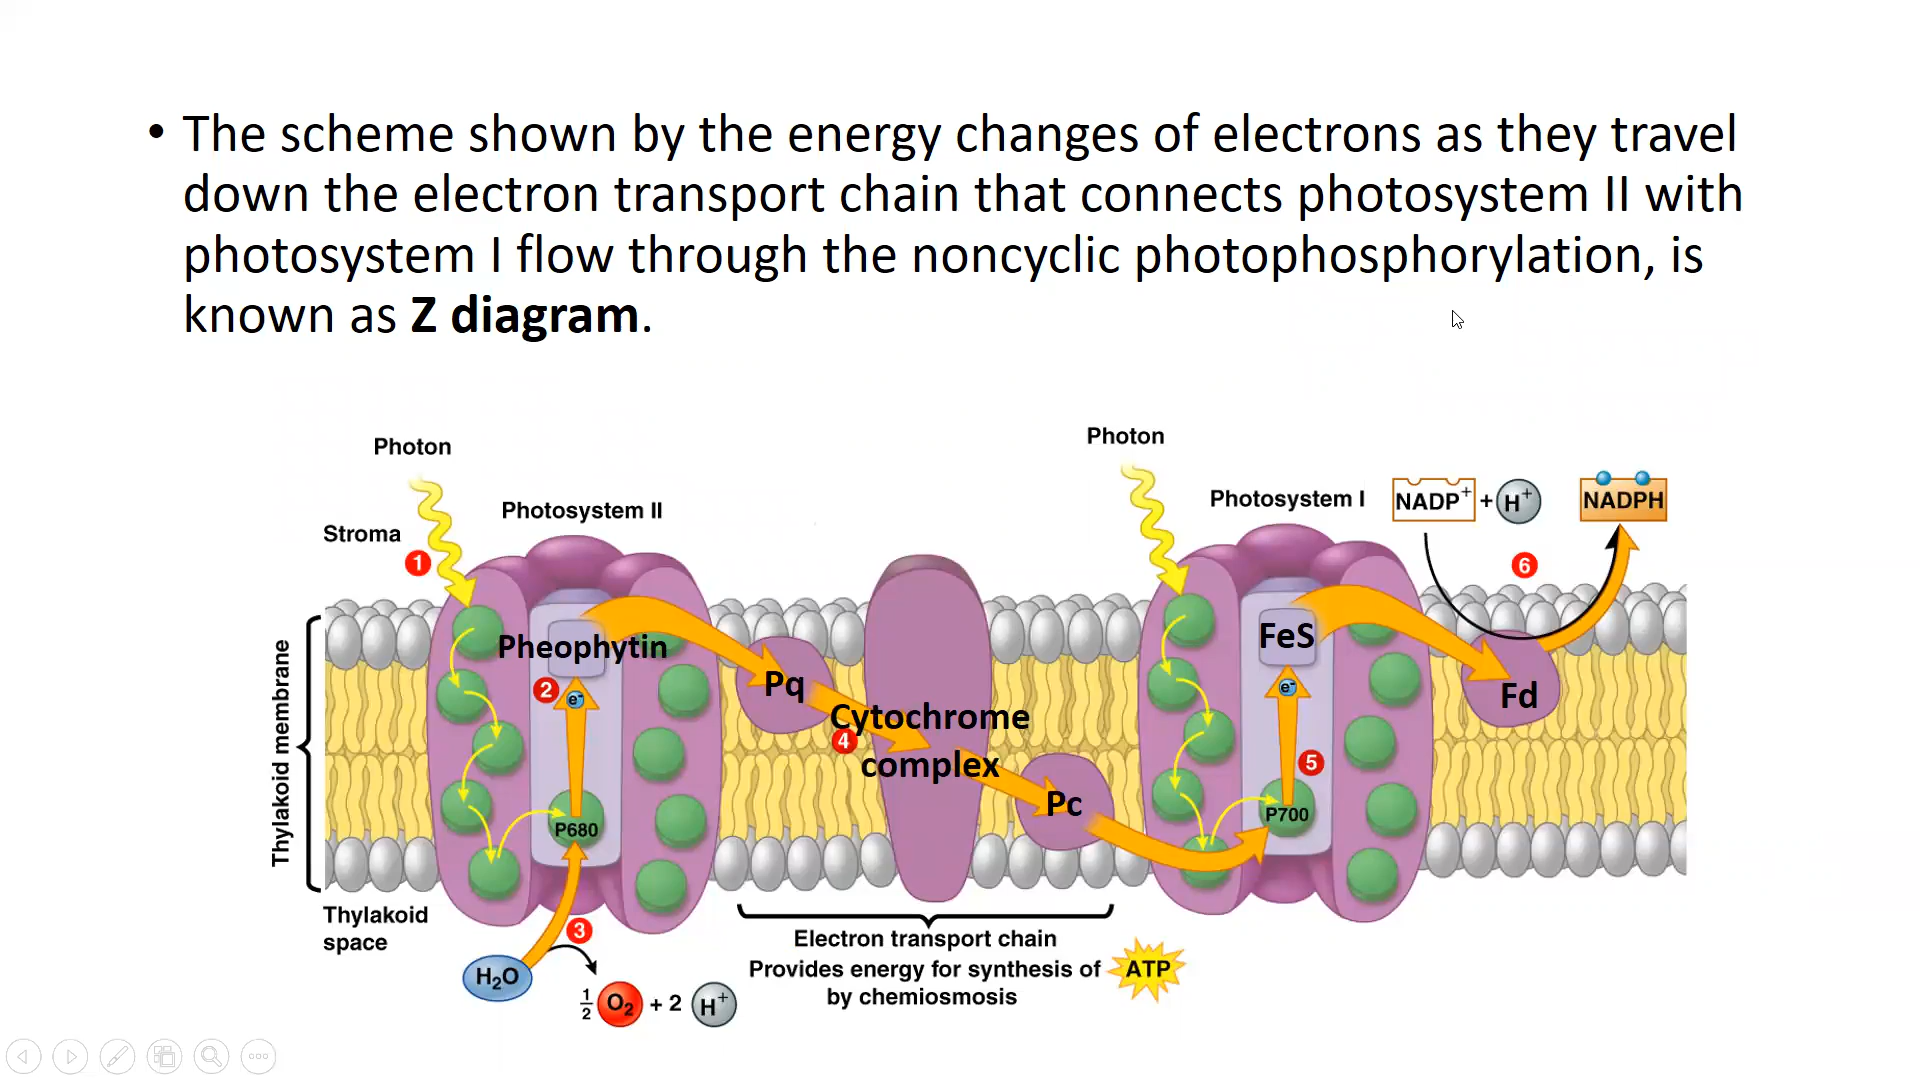 • The scheme shown by the energy changes of electrons as they travel
down the electron transport chain that connects photosystem II with
photosystem I flow through the noncyclic photophosphorylation, is
known as Z diagram.
Photon
Photon
Photosystem II
Photosystem I
NADP⁺ + H⁺
NADPH
Stroma
1
6
Thylakoid membrane
Pheophytin
FeS
2
e⁻
e⁻
Pq
Fd
Cytochrome
4
complex
5
Pc
P680
P700
Thylakoid
space
3
H₂O
½ O₂ + 2 H⁺
Electron transport chain
Provides energy for synthesis of ATP
by chemiosmosis